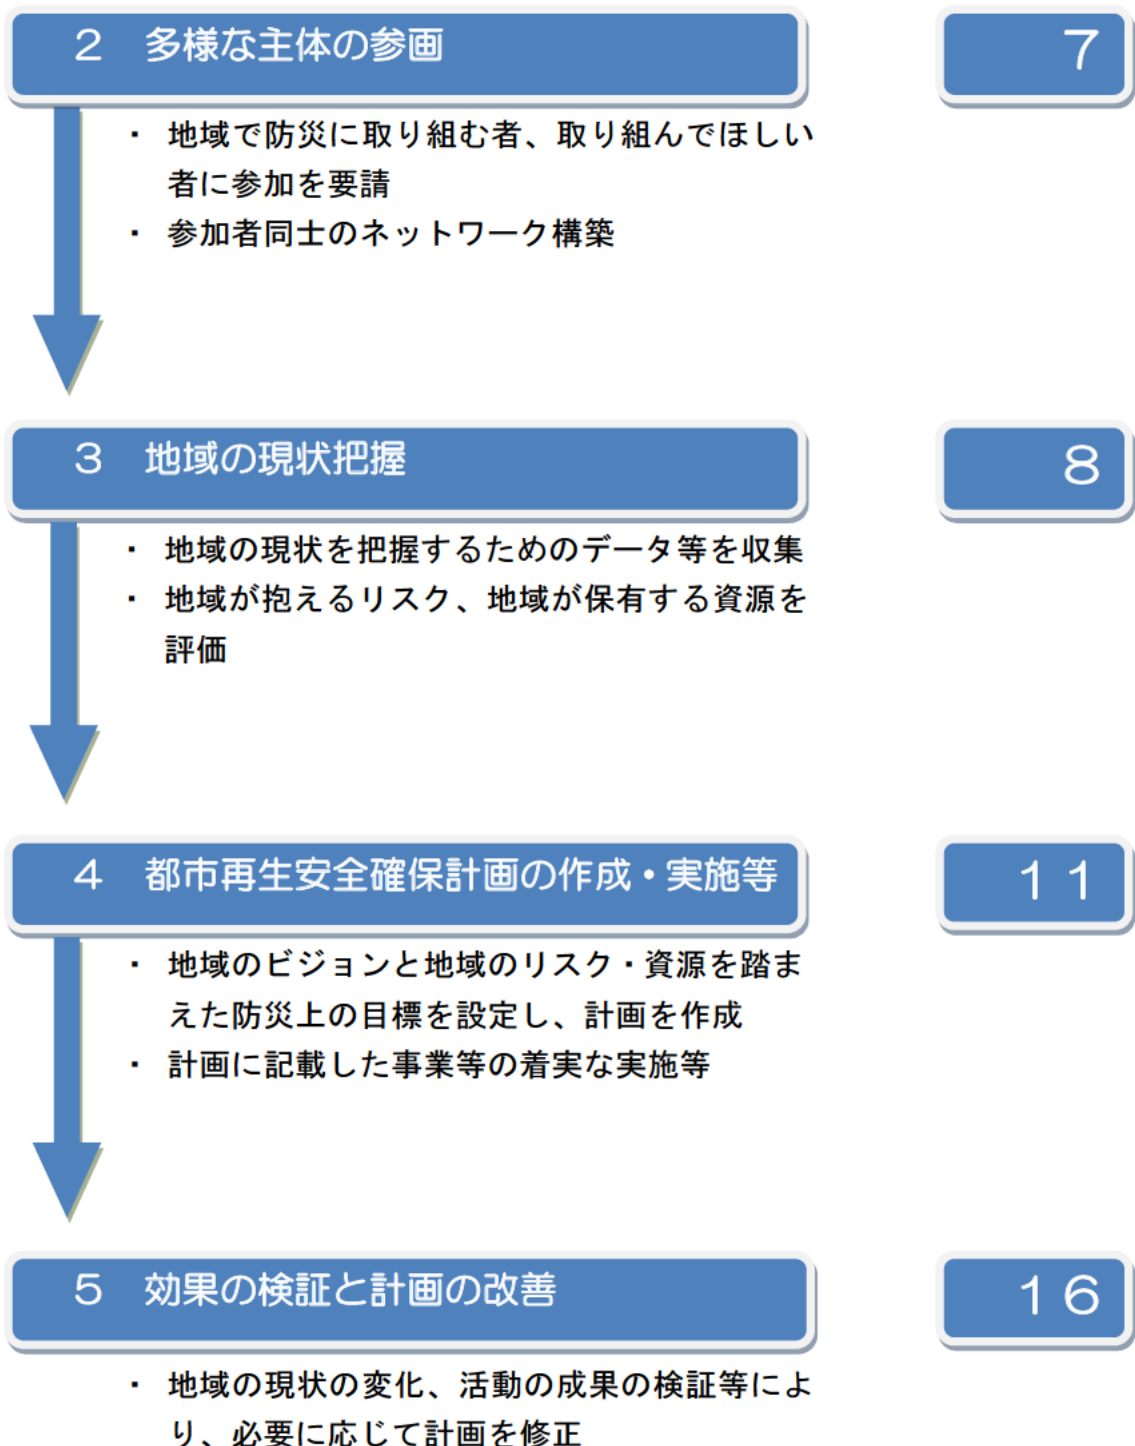 ２　多様な主体の参画
７
・ 地域で防災に取り組む者、取り組んでほしい
者に参加を要請
・ 参加者同士のネットワーク構築
３　地域の現状把握
８
・ 地域の現状を把握するためのデータ等を収集
・ 地域が抱えるリスク、地域が保有する資源を
評価
４　都市再生安全確保計画の作成・実施等
１１
・ 地域のビジョンと地域のリスク・資源を踏ま
えた防災上の目標を設定し、計画を作成
・ 計画に記載した事業等の着実な実施等
５　効果の検証と計画の改善
１６
・ 地域の現状の変化、活動の成果の検証等によ
り、必要に応じて計画を修正